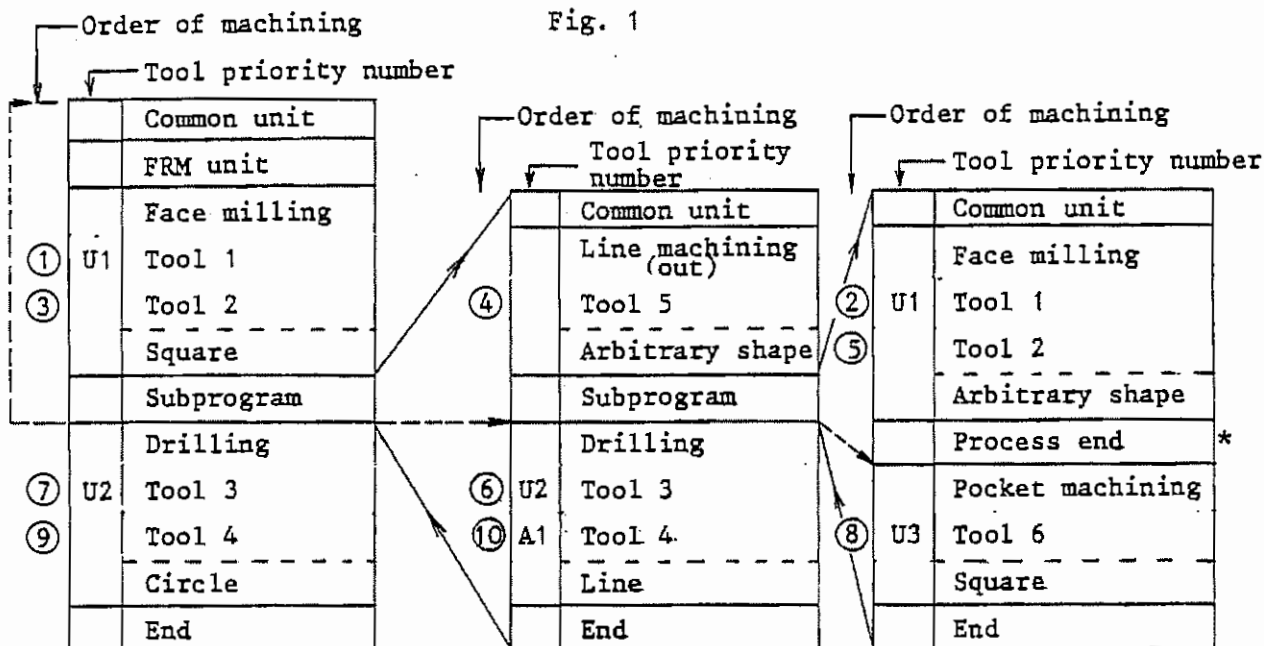 Fig. 1
Order of machining
Tool priority number
Common unit
FRM unit
Face milling
① U1 Tool 1
③ Tool 2
Square
Subprogram
Drilling
⑦ U2 Tool 3
⑨ Tool 4
Circle
End
Order of machining
Tool priority
number
Common unit
Line machining
(out)
④ Tool 5
Arbitrary shape
Subprogram
Drilling
⑥ U2 Tool 3
⑩ A1 Tool 4
Line
End
Order of machining
Tool priority number
Common unit
Face milling
② U1 Tool 1
⑤ Tool 2
Arbitrary shape
Process end *
Pocket machining
⑧ U3 Tool 6
Square
End